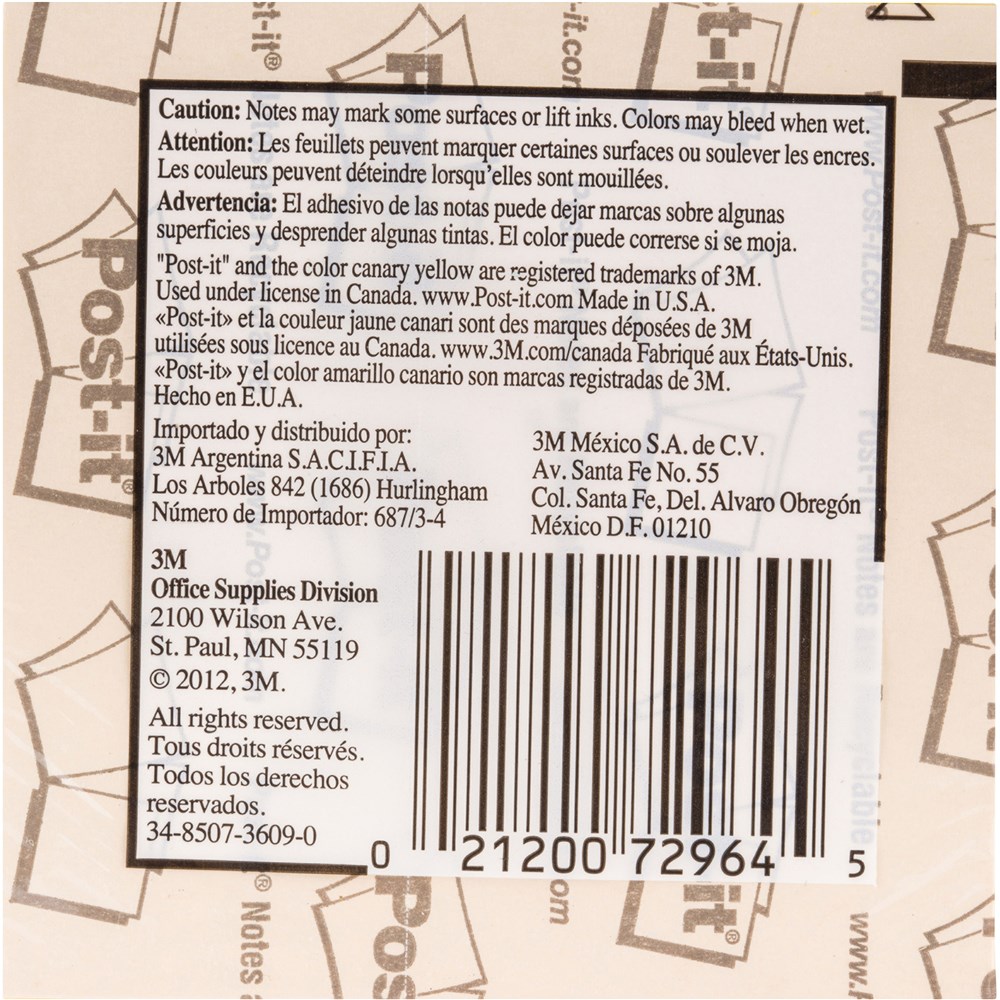 Caution: Notes may mark some surfaces or lift inks. Colors may bleed when wet.
Attention: Les feuillets peuvent marquer certaines surfaces ou soulever les encres.
Les couleurs peuvent déteindre lorsqu'elles sont mouillées.
Advertencia: El adhesivo de las notas puede dejar marcas sobre algunas
superficies y desprender algunas tintas. El color puede correrse si se moja.
"Post-it" and the color canary yellow are registered trademarks of 3M.
Used under license in Canada. www.Post-it.com Made in U.S.A.
«Post-it» et la couleur jaune canari sont des marques déposées de 3M
utilisées sous licence au Canada. www.3M.com/canada Fabriqué aux États-Unis.
«Post-it» y el color amarillo canario son marcas registradas de 3M.
Hecho en E.U.A.
Importado y distribuido por:
3M Argentina S.A.C.I.F.I.A.
Los Arboles 842 (1686) Hurlingham
Número de Importador: 687/3-4
3M México S.A. de C.V.
Av. Santa Fe No. 55
Col. Santa Fe, Del. Alvaro Obregón
México D.F. 01210
3M
Office Supplies Division
2100 Wilson Ave.
St. Paul, MN 55119
© 2012, 3M.
All rights reserved.
Tous droits réservés.
Todos los derechos
reservados.
34-8507-3609-0
0 21200 72964 5
Post-it®
st-it®
-it.com
t-it
www.Post-it.com
® Notes
Pos
om
it®
www.